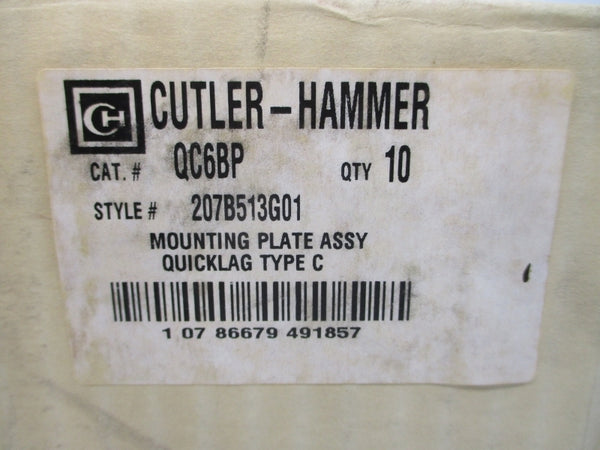 CH CUTLER-HAMMER
CAT. # QC6BP QTY 10
STYLE # 207B513G01
MOUNTING PLATE ASSY
QUICKLAG TYPE C
1 07 86679 491857